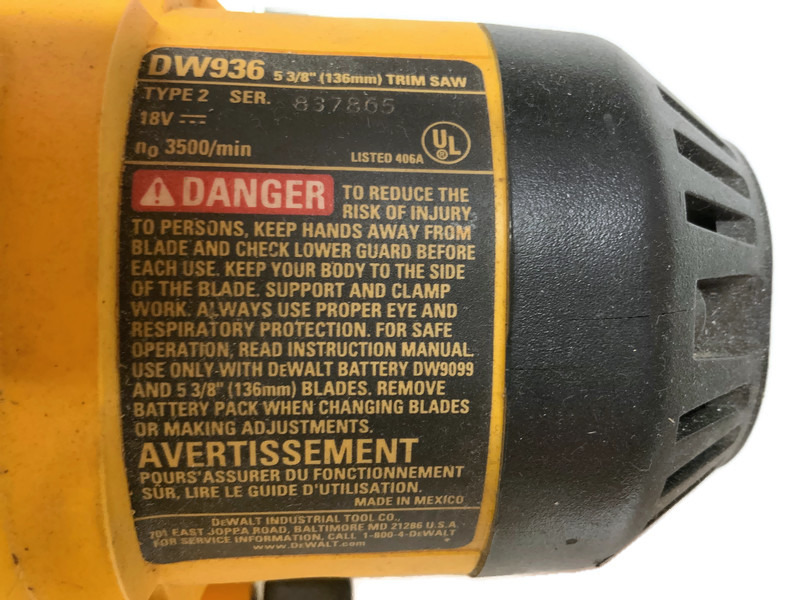 DW936 5 3/8" (136mm) TRIM SAW
TYPE 2 SER. 837865
18V ⎓
n₀ 3500/min
LISTED 406A
UL
DANGER TO REDUCE THE
RISK OF INJURY
TO PERSONS, KEEP HANDS AWAY FROM
BLADE AND CHECK LOWER GUARD BEFORE
EACH USE. KEEP YOUR BODY TO THE SIDE
OF THE BLADE. SUPPORT AND CLAMP
WORK. ALWAYS USE PROPER EYE AND
RESPIRATORY PROTECTION. FOR SAFE
OPERATION, READ INSTRUCTION MANUAL.
USE ONLY WITH DEWALT BATTERY DW9099
AND 5 3/8" (136mm) BLADES. REMOVE
BATTERY PACK WHEN CHANGING BLADES
OR MAKING ADJUSTMENTS.
AVERTISSEMENT
POURS'ASSURER DU FONCTIONNEMENT
SÛR, LIRE LE GUIDE D'UTILISATION.
MADE IN MEXICO
DEWALT INDUSTRIAL TOOL CO.,
701 EAST JOPPA ROAD, BALTIMORE MD 21286 U.S.A.
FOR SERVICE INFORMATION, CALL 1-800-4-DEWALT
www.DEWALT.com